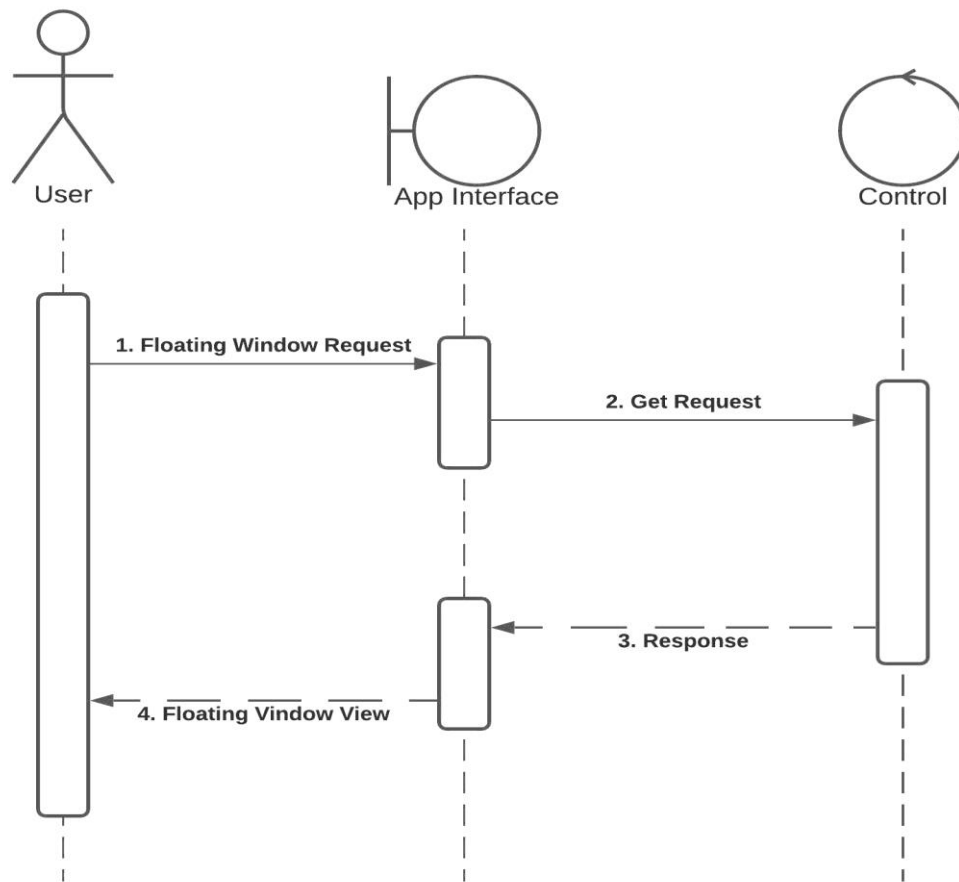 User
App Interface
Control
1. Floating Window Request
2. Get Request
3. Response
4. Floating Vindow View